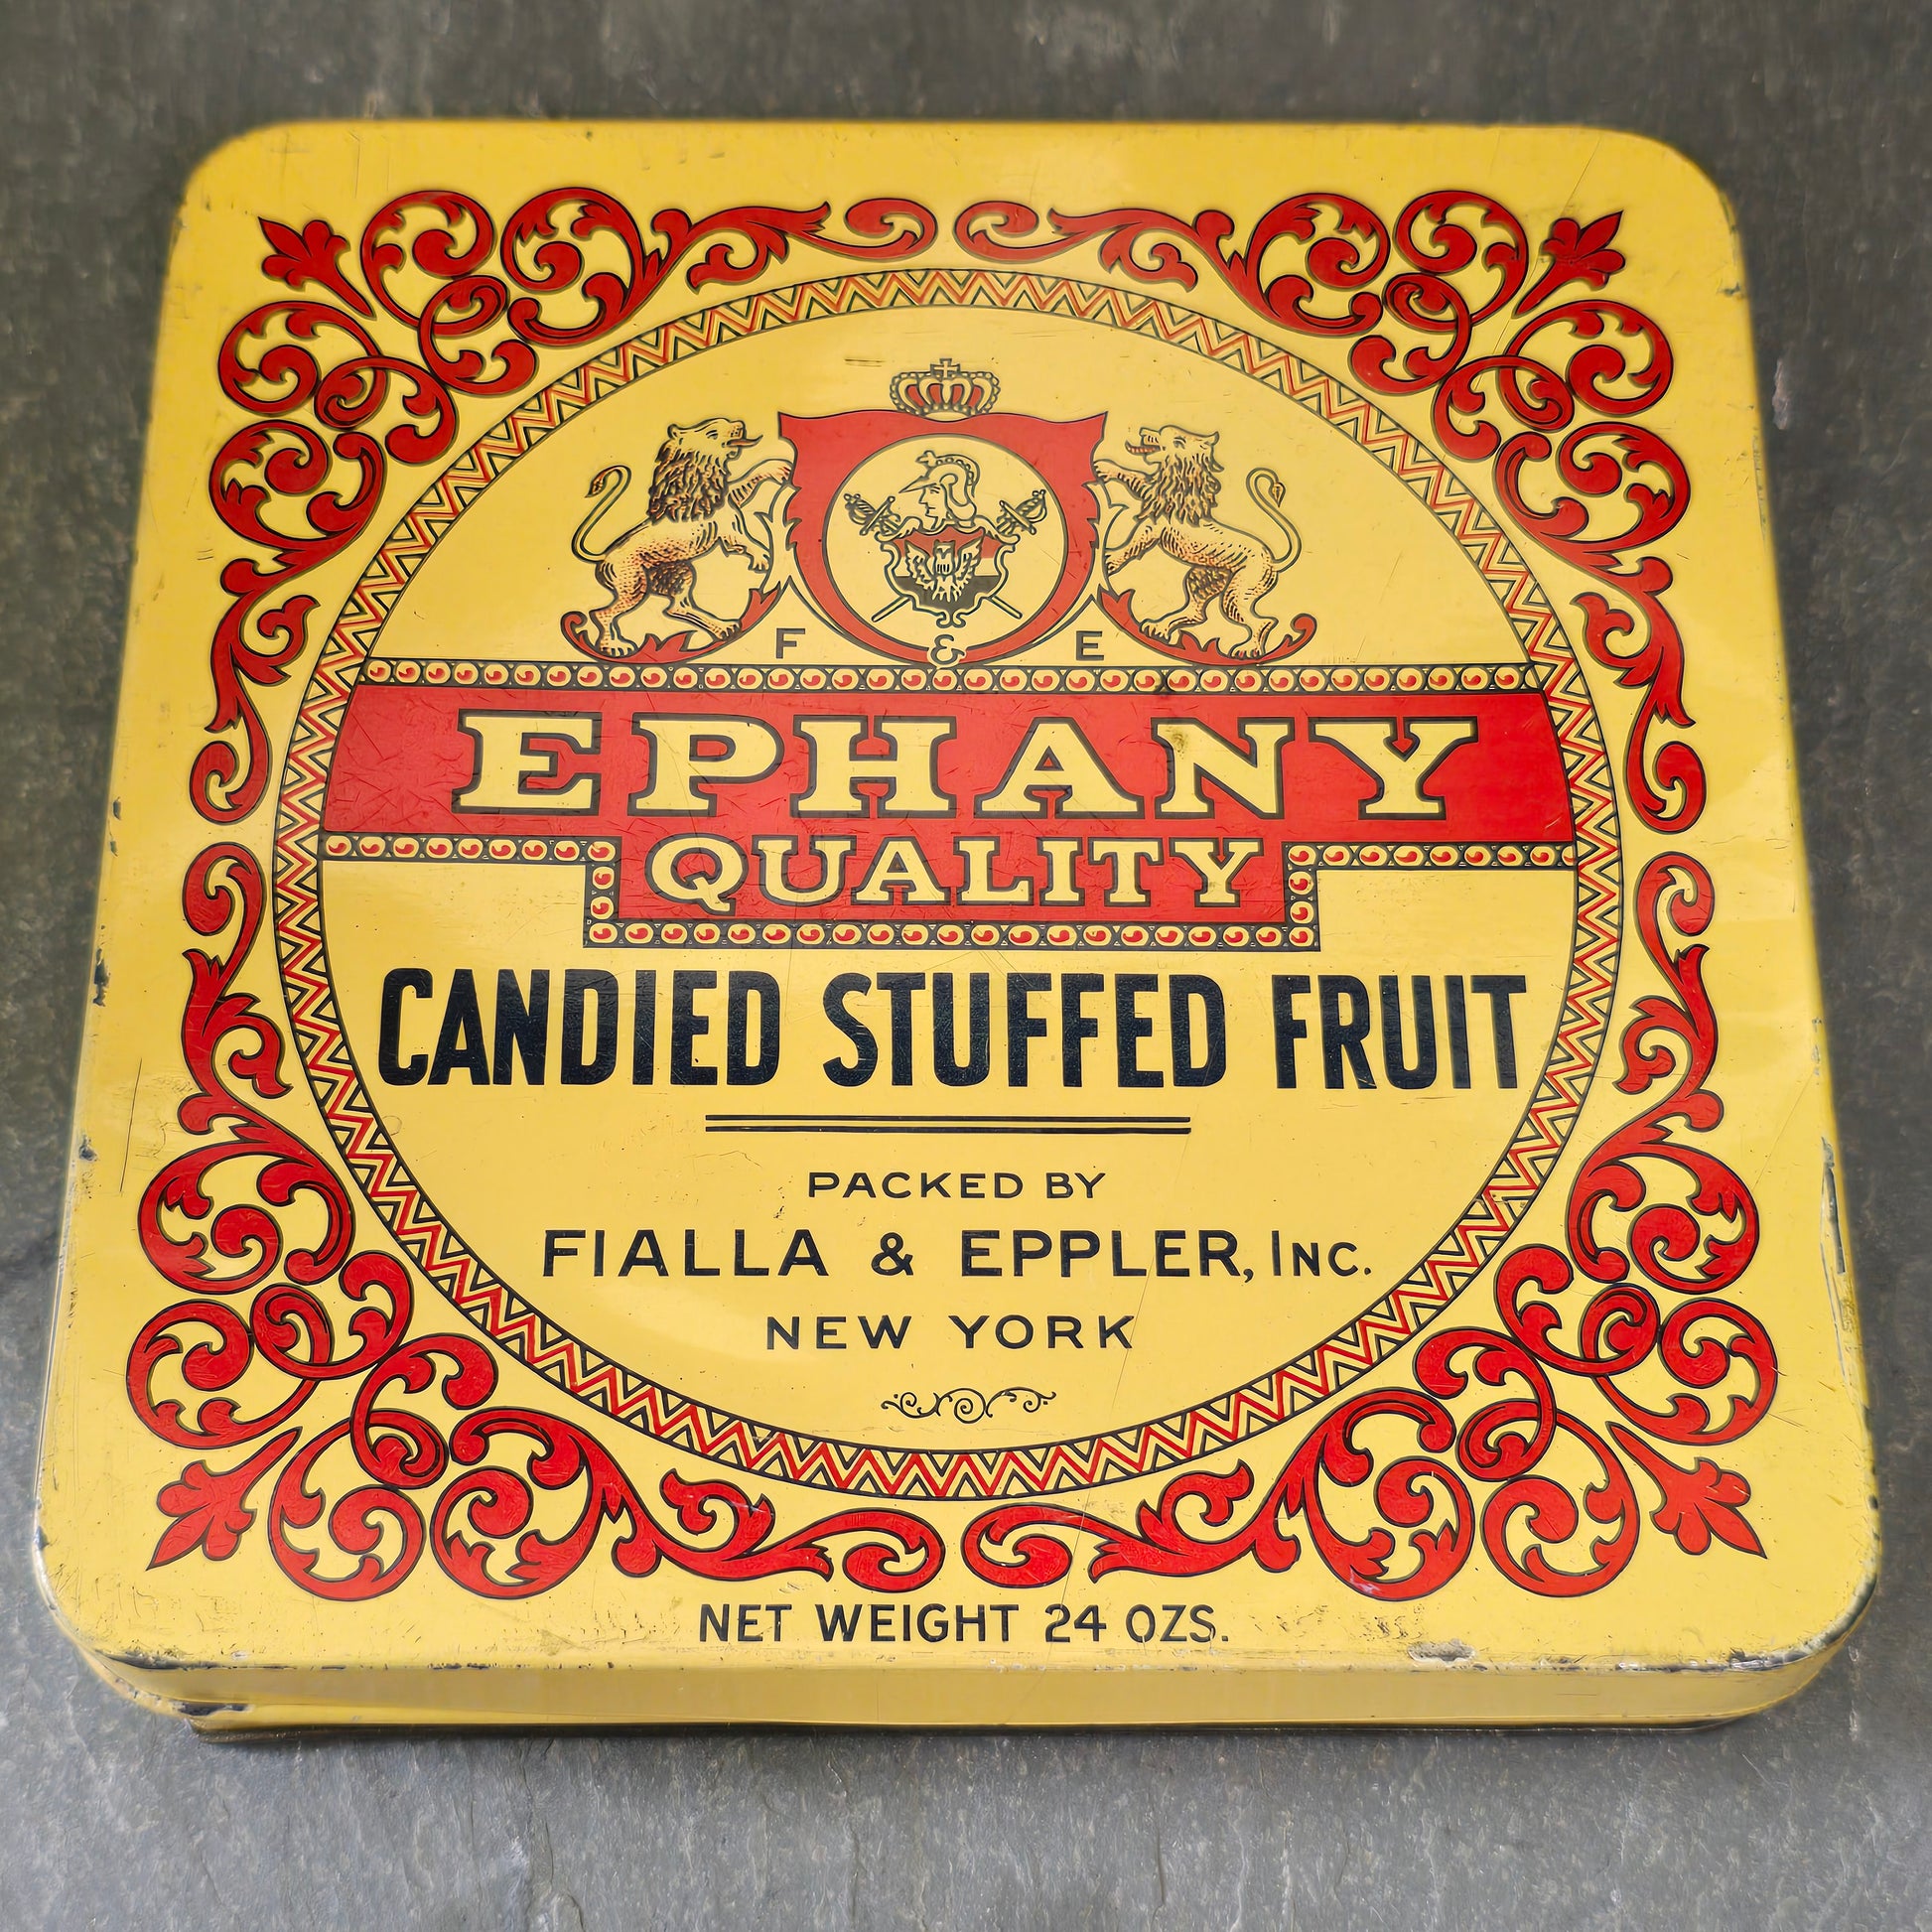 F & E
EPHANY
QUALITY
CANDIED STUFFED FRUIT
PACKED BY
FIALLA & EPPLER, INC.
NEW YORK
NET WEIGHT 24 OZS.